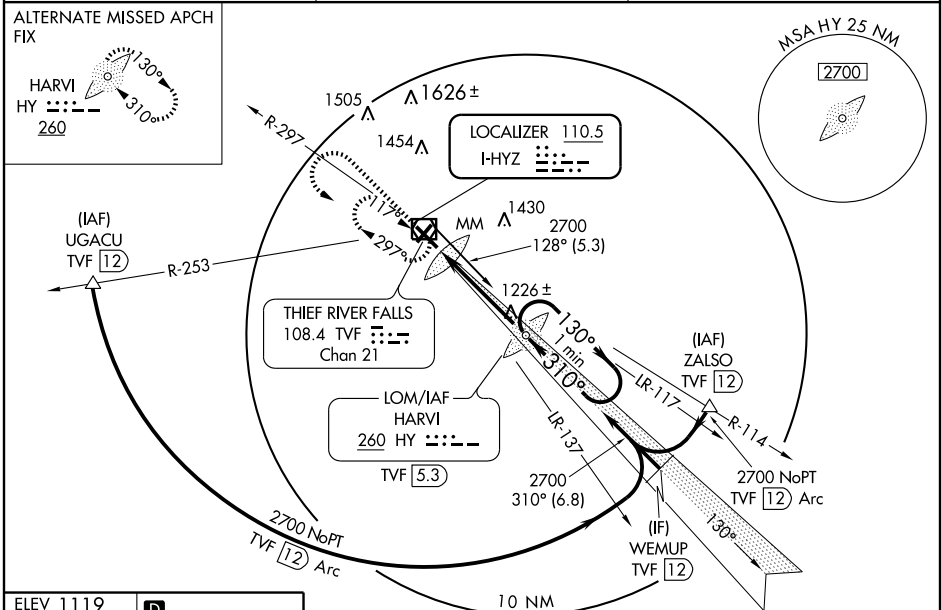 ALTERNATE MISSED APCH
FIX
HARVI
HY
260
130°
310°
MSA HY 25 NM
2700
1505
1626 ±
1454
R-297
LOCALIZER 110.5
I-HYZ
117°
297°
MM
1430
2700
128° (5.3)
(IAF)
UGACU
TVF 12
R-253
THIEF RIVER FALLS
108.4 TVF
Chan 21
1226 ±
130°
1 min
310°
(IAF)
ZALSO
TVF 12
LR-117
R-114
LOM/IAF
HARVI
260 HY
TVF 5.3
LR-137
2700
310° (6.8)
2700 NoPT
TVF 12 Arc
(IF)
WEMUP
TVF 12
130°
2700 NoPT
TVF 12 Arc
10 NM
ELEV 1119
D